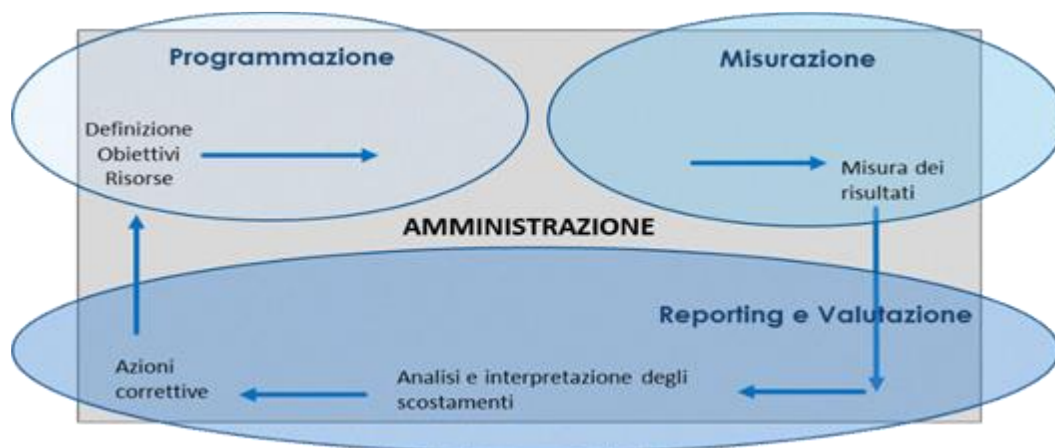 Programmazione
Misurazione
Definizione
Obiettivi
Risorse
Misura dei
risultati
AMMINISTRAZIONE
Reporting e Valutazione
Azioni
correttive
Analisi e interpretazione degli
scostamenti